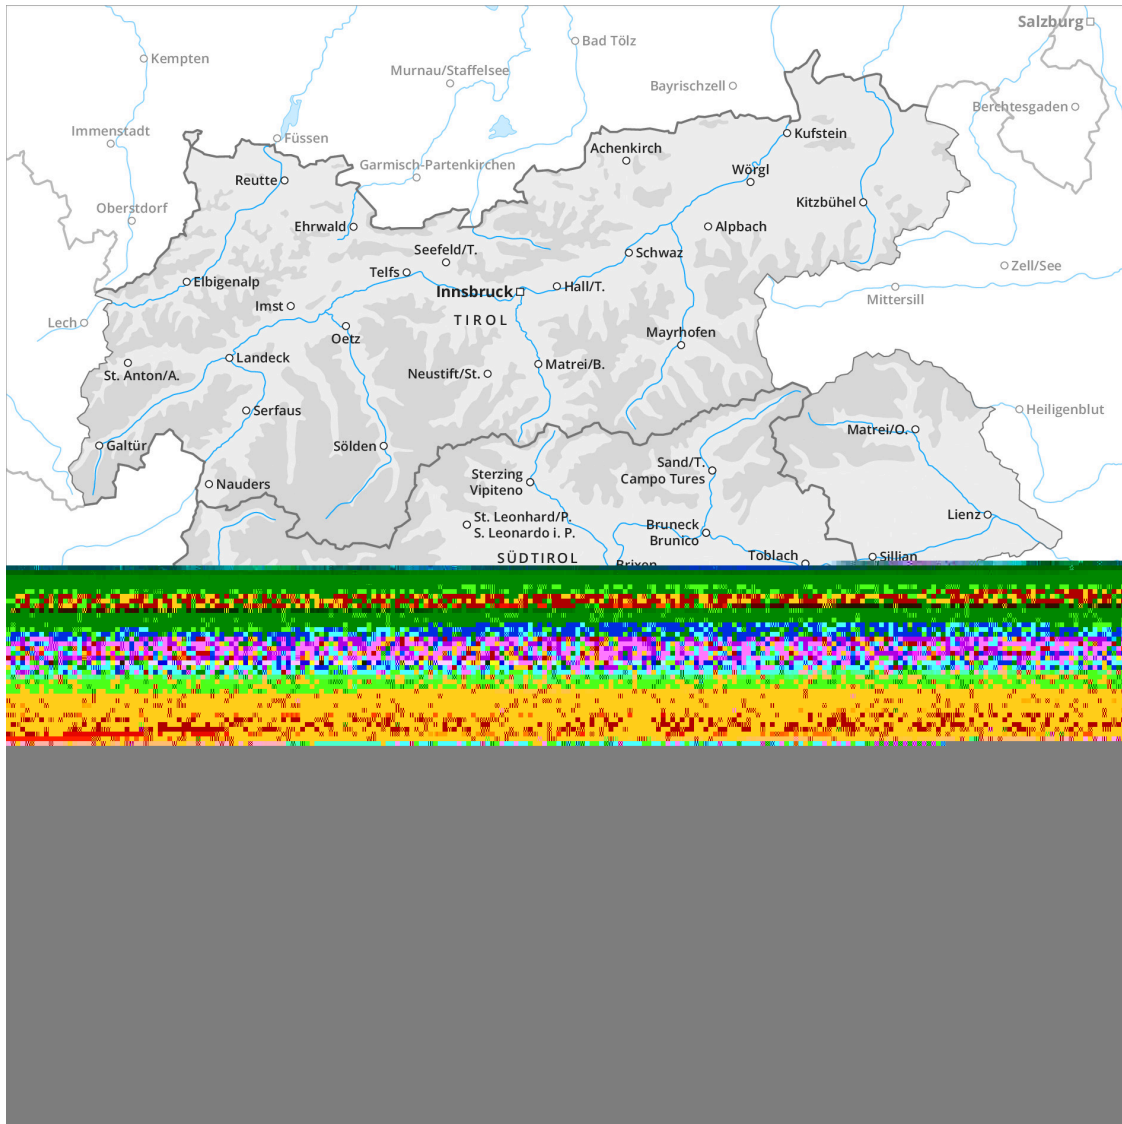 Salzburg
Bad Tölz
Kempten
Murnau/Staffelsee
Bayrischzell
Berchtesgaden
Immenstadt
Füssen
Kufstein
Achenkirch
Garmisch-Partenkirchen
Wörgl
Reutte
Kitzbühel
Oberstdorf
Ehrwald
Alpbach
Seefeld/T.
Schwaz
Zell/See
Telfs
Elbigenalp
Hall/T.
Innsbruck
Mittersill
Imst
TIROL
Lech
Oetz
Mayrhofen
Landeck
Matrei/B.
St. Anton/A.
Neustift/St.
Serfaus
Heiligenblut
Matrei/O.
Galtür
Sölden
Sand/T.
Campo Tures
Sterzing
Vipiteno
Nauders
Lienz
St. Leonhard/P.
S. Leonardo i. P.
Bruneck
Brunico
Toblach
SÜDTIROL
Sillian
Brixen